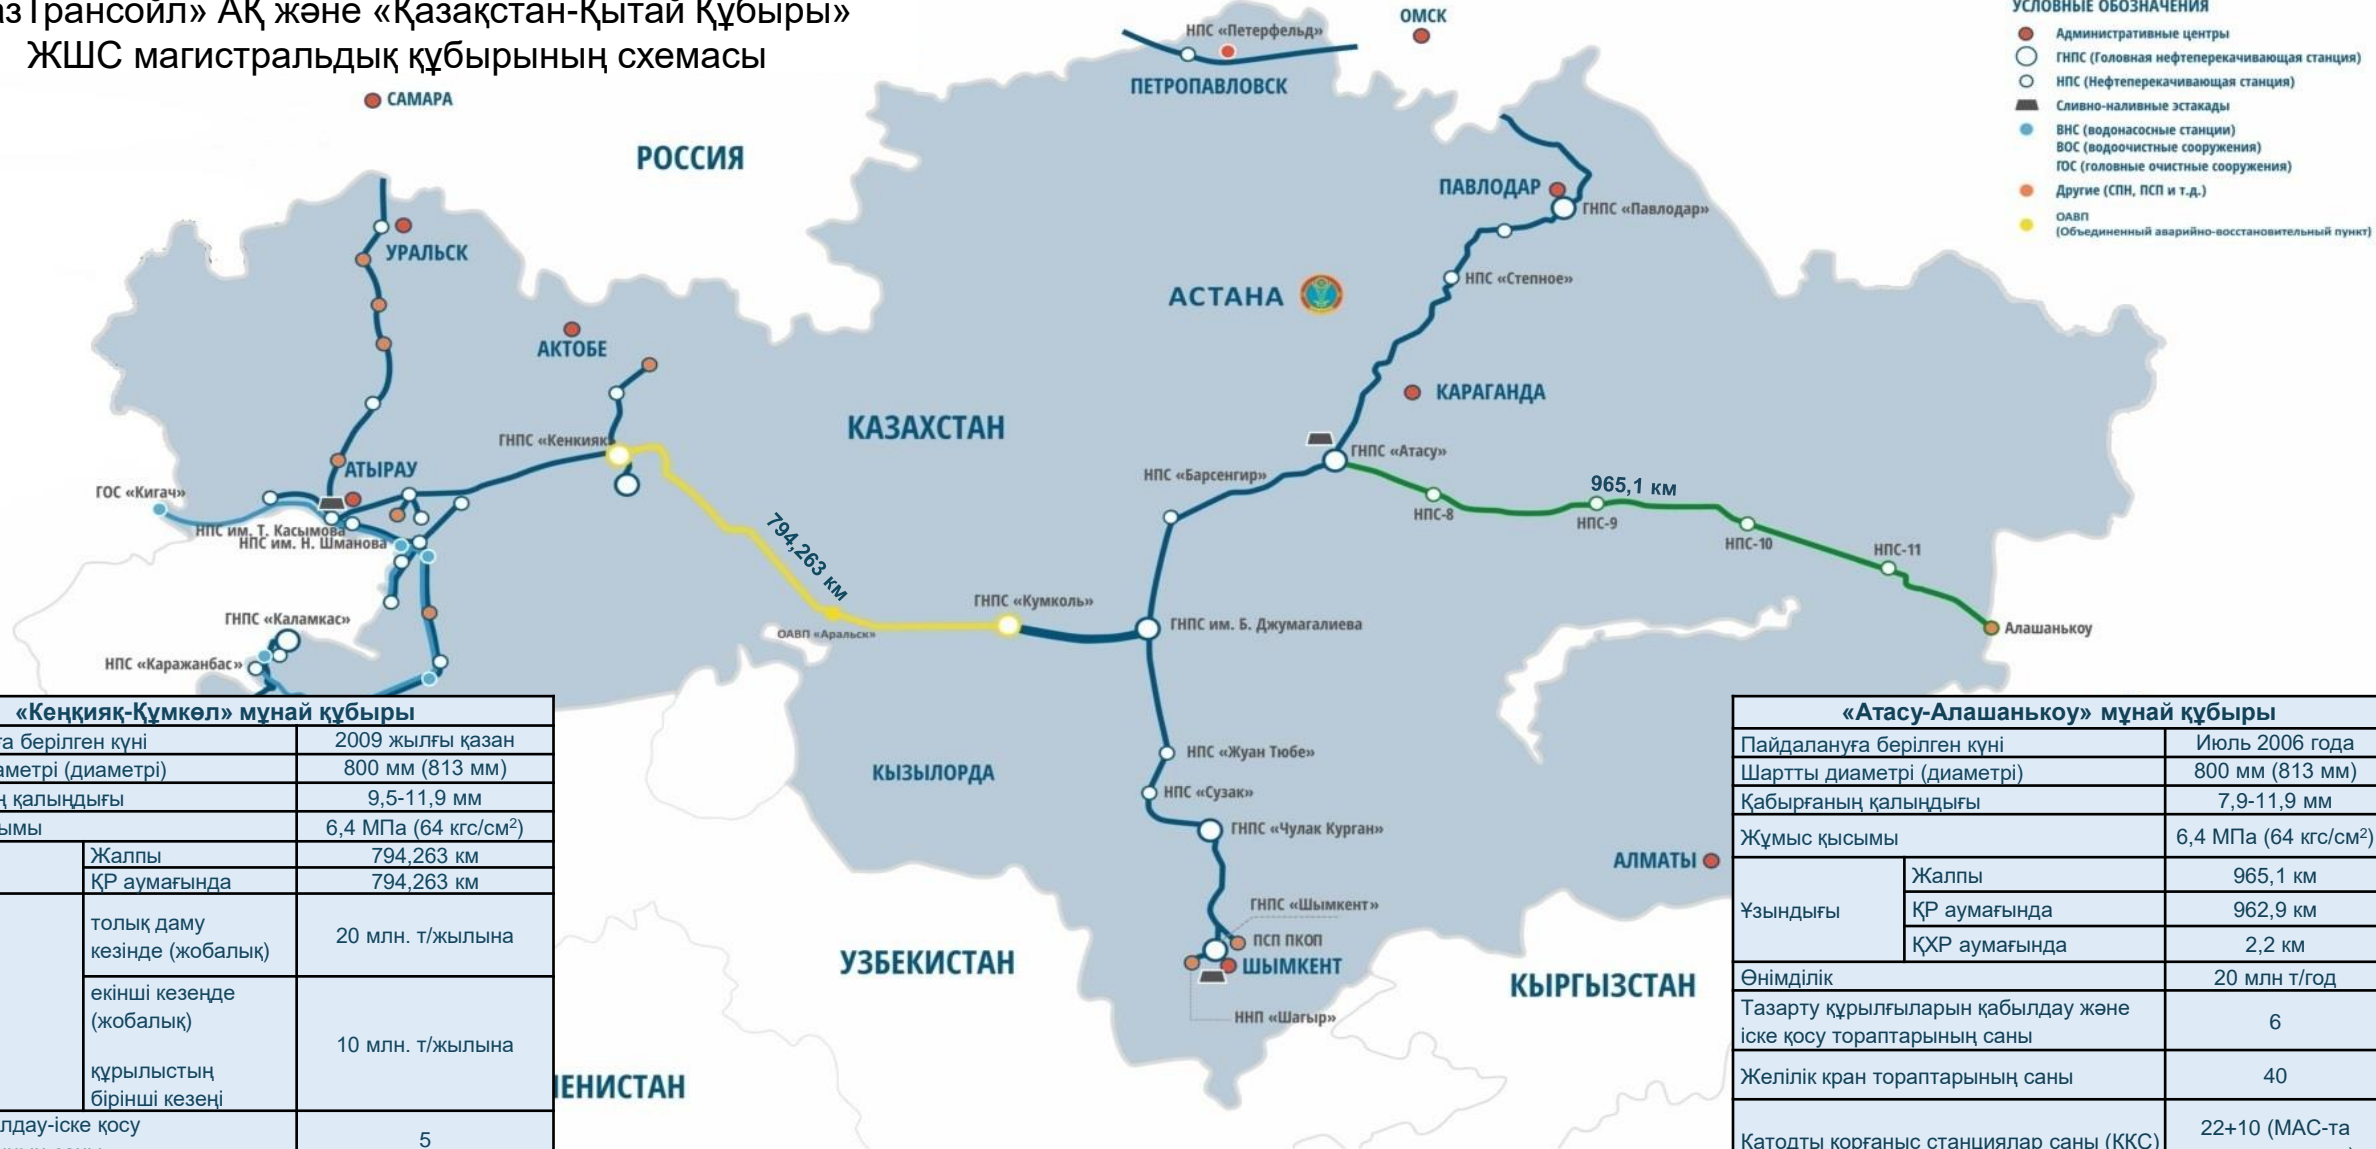 азТрансойл» АҚ және «Қазақстан-Қытай Құбыры»
ЖШС магистральдық құбырының схемасы
УСЛОВНЫЕ ОБОЗНАЧЕНИЯ
Административные центры
ГНПС (Головная нефтеперекачивающая станция)
НПС (Нефтеперекачивающая станция)
Сливно-наливные эстакады
ВНС (водонасосные станции)
ВОС (водоочистные сооружения)
ГОС (головные очистные сооружения)
Другие (СПН, ПСП и т.д.)
ОАВП
(Объединенный аварийно-восстановительный пункт)
ОМСК
НПС «Петерфельд»
ПЕТРОПАВЛОВСК
САМАРА
РОССИЯ
ПАВЛОДАР
ГНПС «Павлодар»
УРАЛЬСК
НПС «Степное»
АСТАНА
АКТОБЕ
КАРАГАНДА
КАЗАХСТАН
ГНПС «Кенкияк
ГНПС «Атасу»
АТЫРАУ
НПС «Барсенгир»
965,1 км
ГОС «Кигач»
НПС-8
НПС-9
НПС им. Т. Касымова
НПС им. Н. Шманова
НПС-10
НПС-11
794,263 км
ГНПС «Каламкас»
ГНПС «Кумколь»
ОАВП «Аральск»
ГНПС им. Б. Джумагалиева
Алашанькоу
НПС «Каражанбас»
НПС «Жуан Тюбе»
КЫЗЫЛОРДА
НПС «Сузак»
ГНПС «Чулак Курган»
АЛМАТЫ
ГНПС «Шымкент»
ПСП ПКОП
УЗБЕКИСТАН
ШЫМКЕНТ
КЫРГЫЗСТАН
ННП «Шагыр»
ЕНИСТАН
«Кеңқияқ-Құмкөл» мұнай құбыры
а берілген күні
2009 жылғы қазан
аметрі (диаметрі)
800 мм (813 мм)
ң қалыңдығы
9,5-11,9 мм
ымы
6,4 МПа (64 кгс/см²)
Жалпы
794,263 км
ҚР аумағында
794,263 км
толық даму
кезінде (жобалық)
20 млн. т/жылына
екінші кезеңде
(жобалық)
құрылыстың
бірінші кезеңі
10 млн. т/жылына
лдау-іске қосу
5
«Атасу-Алашанькоу» мұнай құбыры
Пайдалануға берілген күні
Июль 2006 года
Шартты диаметрі (диаметрі)
800 мм (813 мм)
Қабырғаның қалыңдығы
7,9-11,9 мм
Жұмыс қысымы
6,4 МПа (64 кгс/см²)
Ұзындығы
Жалпы
965,1 км
ҚР аумағында
962,9 км
ҚХР аумағында
2,2 км
Өнімділік
20 млн т/год
Тазарту құрылғыларын қабылдау және
іске қосу тораптарының саны
6
Желілік кран тораптарының саны
40
Катодты қорғаныс станциялар саны (ККС)
22+10 (МАС-та